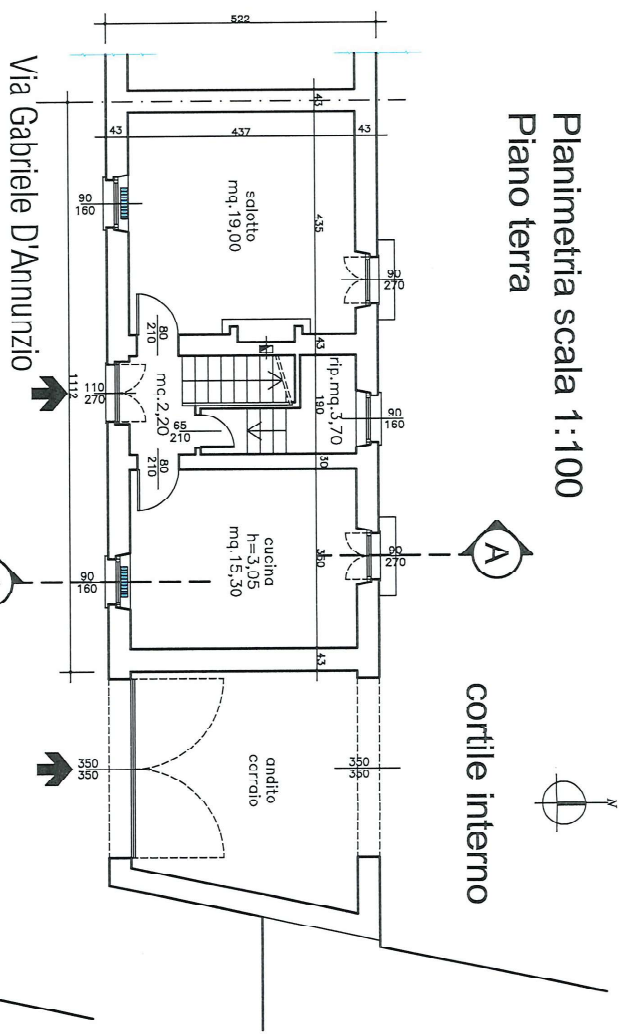 Planimetria scala 1:100
Piano terra
cortile interno
N
A
522
43
437
43
43
435
43
190
30
350
43
90
270
90
160
90
270
350
350
salotto
mq.19,00
rip.mq.3,70
cucina
h=3,05
mq.15,30
andito
carraio
80
210
mc.2,20
65
210
80
210
90
160
110
270
90
160
350
350
1112
Via Gabriele D'Annunzio